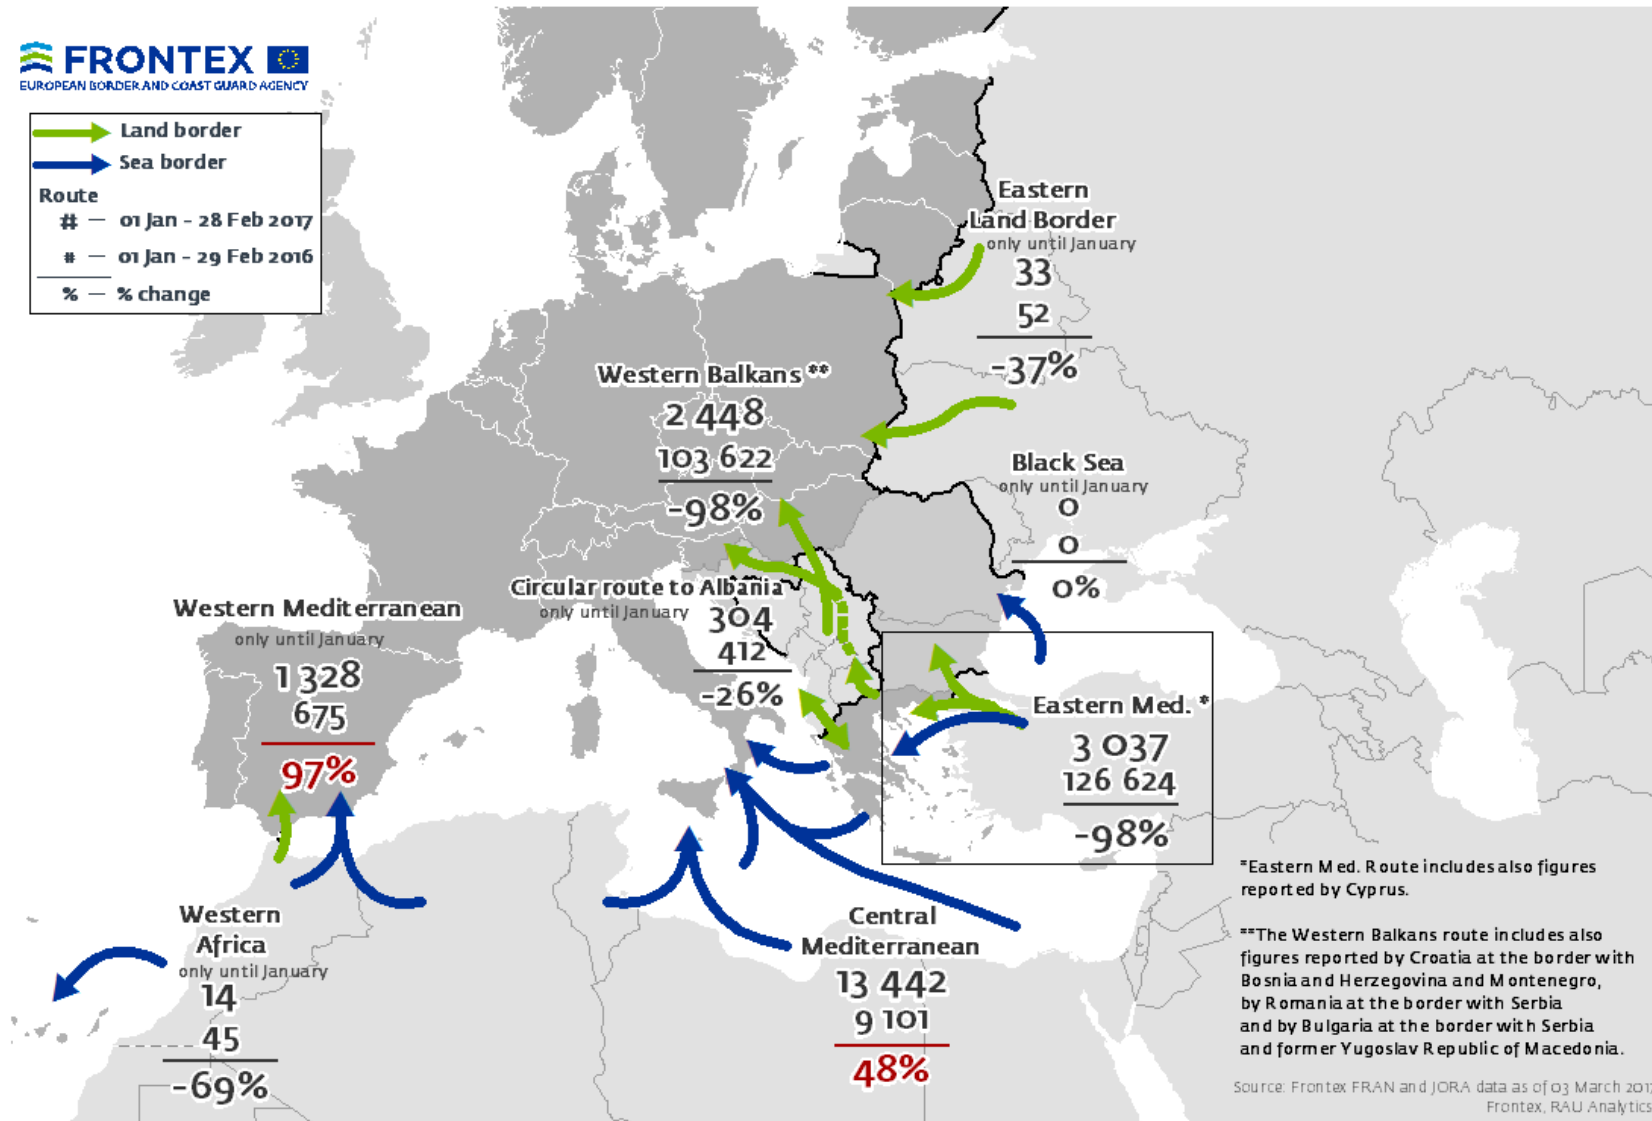 FRONTEX
EUROPEAN BORDER AND COAST GUARD AGENCY
Land border
Sea border
Route
# — 01 Jan - 28 Feb 2017
# — 01 Jan - 29 Feb 2016
% — % change
Eastern
Land Border
only until January
33
52
-37%
Western Balkans **
2 448
103 622
-98%
Black Sea
only until January
0
0
0%
Circular route to Albania
only until January
304
412
-26%
Western Mediterranean
only until January
1 328
675
97%
Eastern Med. *
3 037
126 624
-98%
Western
Africa
only until January
14
45
-69%
Central
Mediterranean
13 442
9 101
48%
*Eastern Med. Route includes also figures
reported by Cyprus.
**The Western Balkans route includes also
figures reported by Croatia at the border with
Bosnia and Herzegovina and Montenegro,
by Romania at the border with Serbia
and by Bulgaria at the border with Serbia
and former Yugoslav Republic of Macedonia.
Source: Frontex FRAN and JORA data as of 03 March 2017
Frontex, RAU Analytics